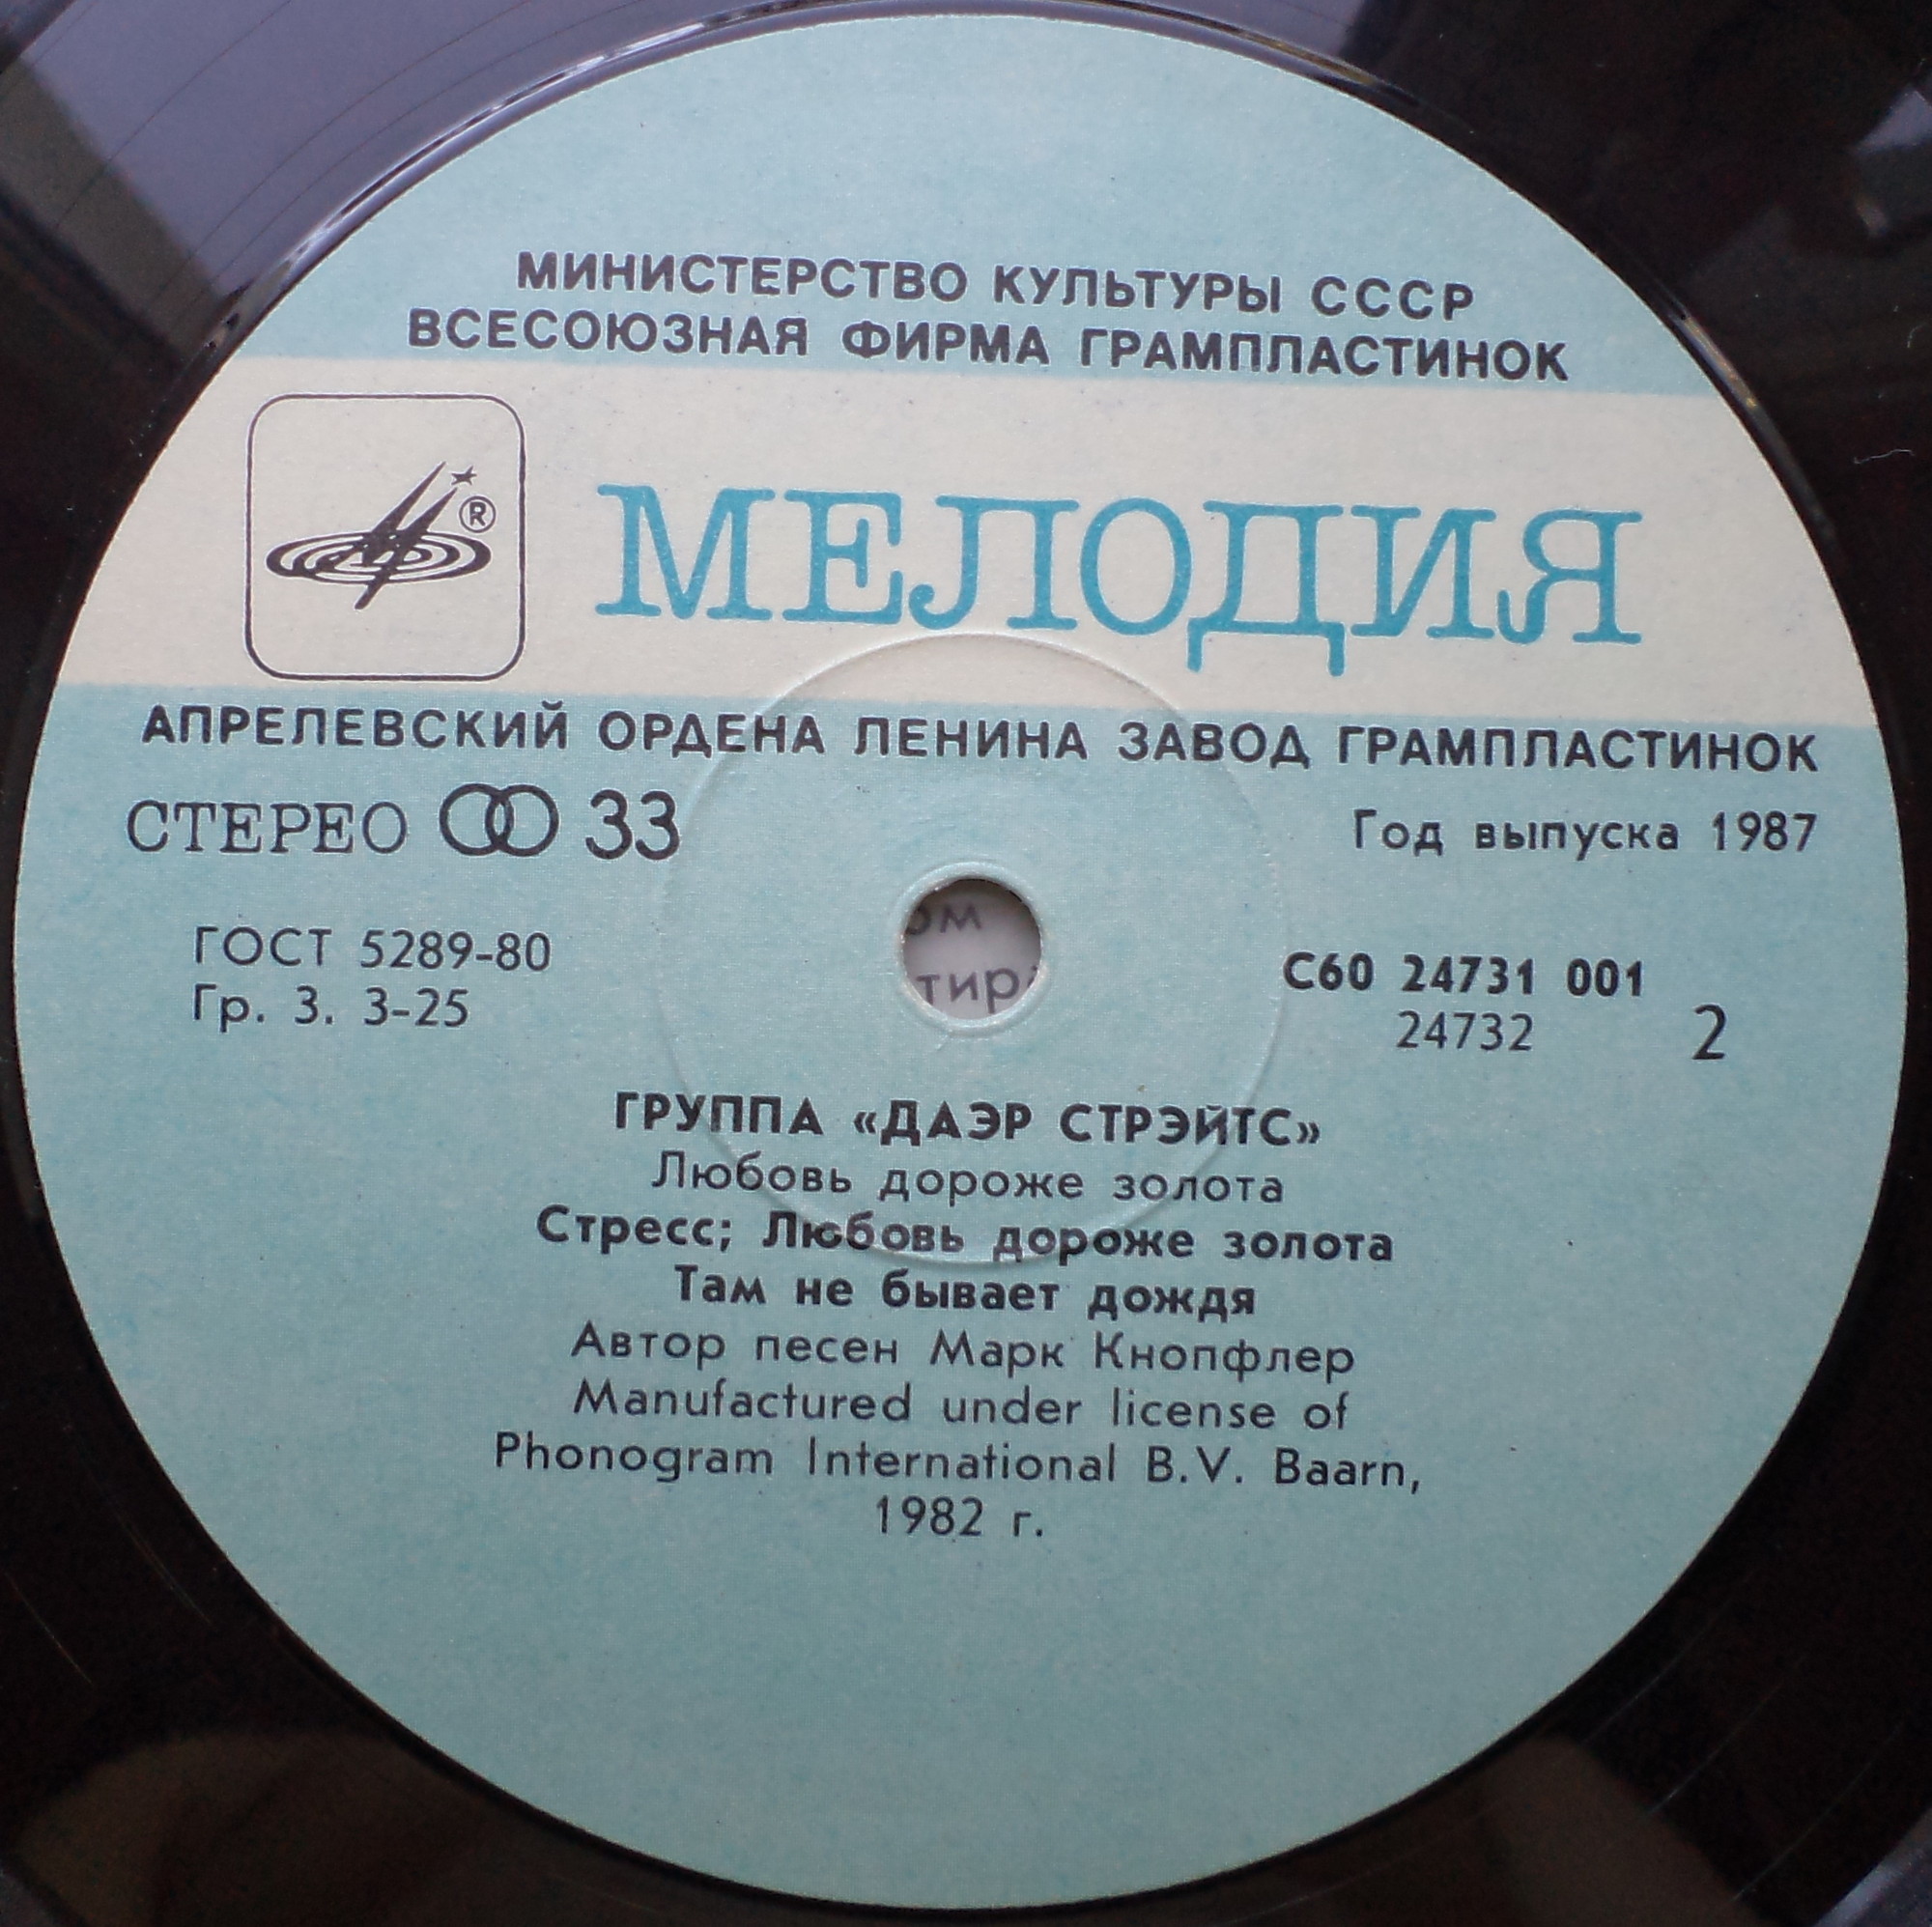 МИНИСТЕРСТВО КУЛЬТУРЫ СССР
ВСЕСОЮЗНАЯ ФИРМА ГРАМПЛАСТИНОК
®
МЕЛОДИЯ
АПРЕЛЕВСКИЙ ОРДЕНА ЛЕНИНА ЗАВОД ГРАМПЛАСТИНОК
СТЕРЕО 33
Год выпуска 1987
ГОСТ 5289-80
Гр. 3. 3-25
С60 24731 001
24732
2
ГРУППА «ДАЭР СТРЭЙТС»
Любовь дороже золота
Стресс; Любовь дороже золота
Там не бывает дождя
Автор песен Марк Кнопфлер
Manufactured under license of
Phonogram International B.V. Baarn,
1982 г.